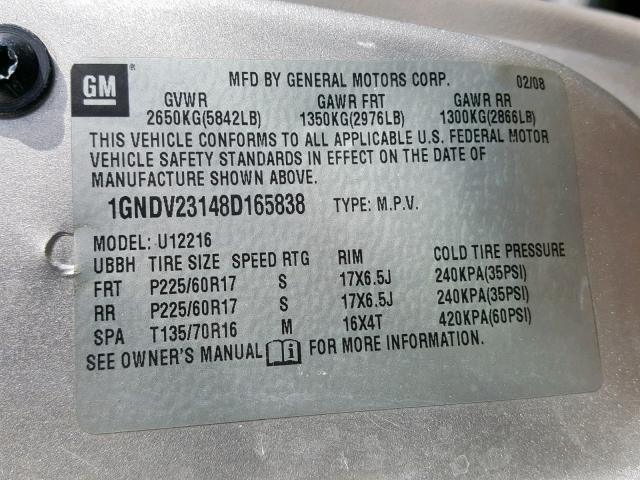 GM
MFD BY GENERAL MOTORS CORP. 02/08
GVWR GAWR FRT GAWR RR
2650KG(5842LB) 1350KG(2976LB) 1300KG(2866LB)
THIS VEHICLE CONFORMS TO ALL APPLICABLE U.S. FEDERAL MOTOR
VEHICLE SAFETY STANDARDS IN EFFECT ON THE DATE OF
MANUFACTURE SHOWN ABOVE.
1GNDV23148D165838 TYPE: M.P.V.
MODEL: U12216
UBBH TIRE SIZE SPEED RTG RIM COLD TIRE PRESSURE
FRT P225/60R17 S 17X6.5J 240KPA(35PSI)
RR P225/60R17 S 17X6.5J 240KPA(35PSI)
SPA T135/70R16 M 16X4T 420KPA(60PSI)
SEE OWNER'S MANUAL FOR MORE INFORMATION.